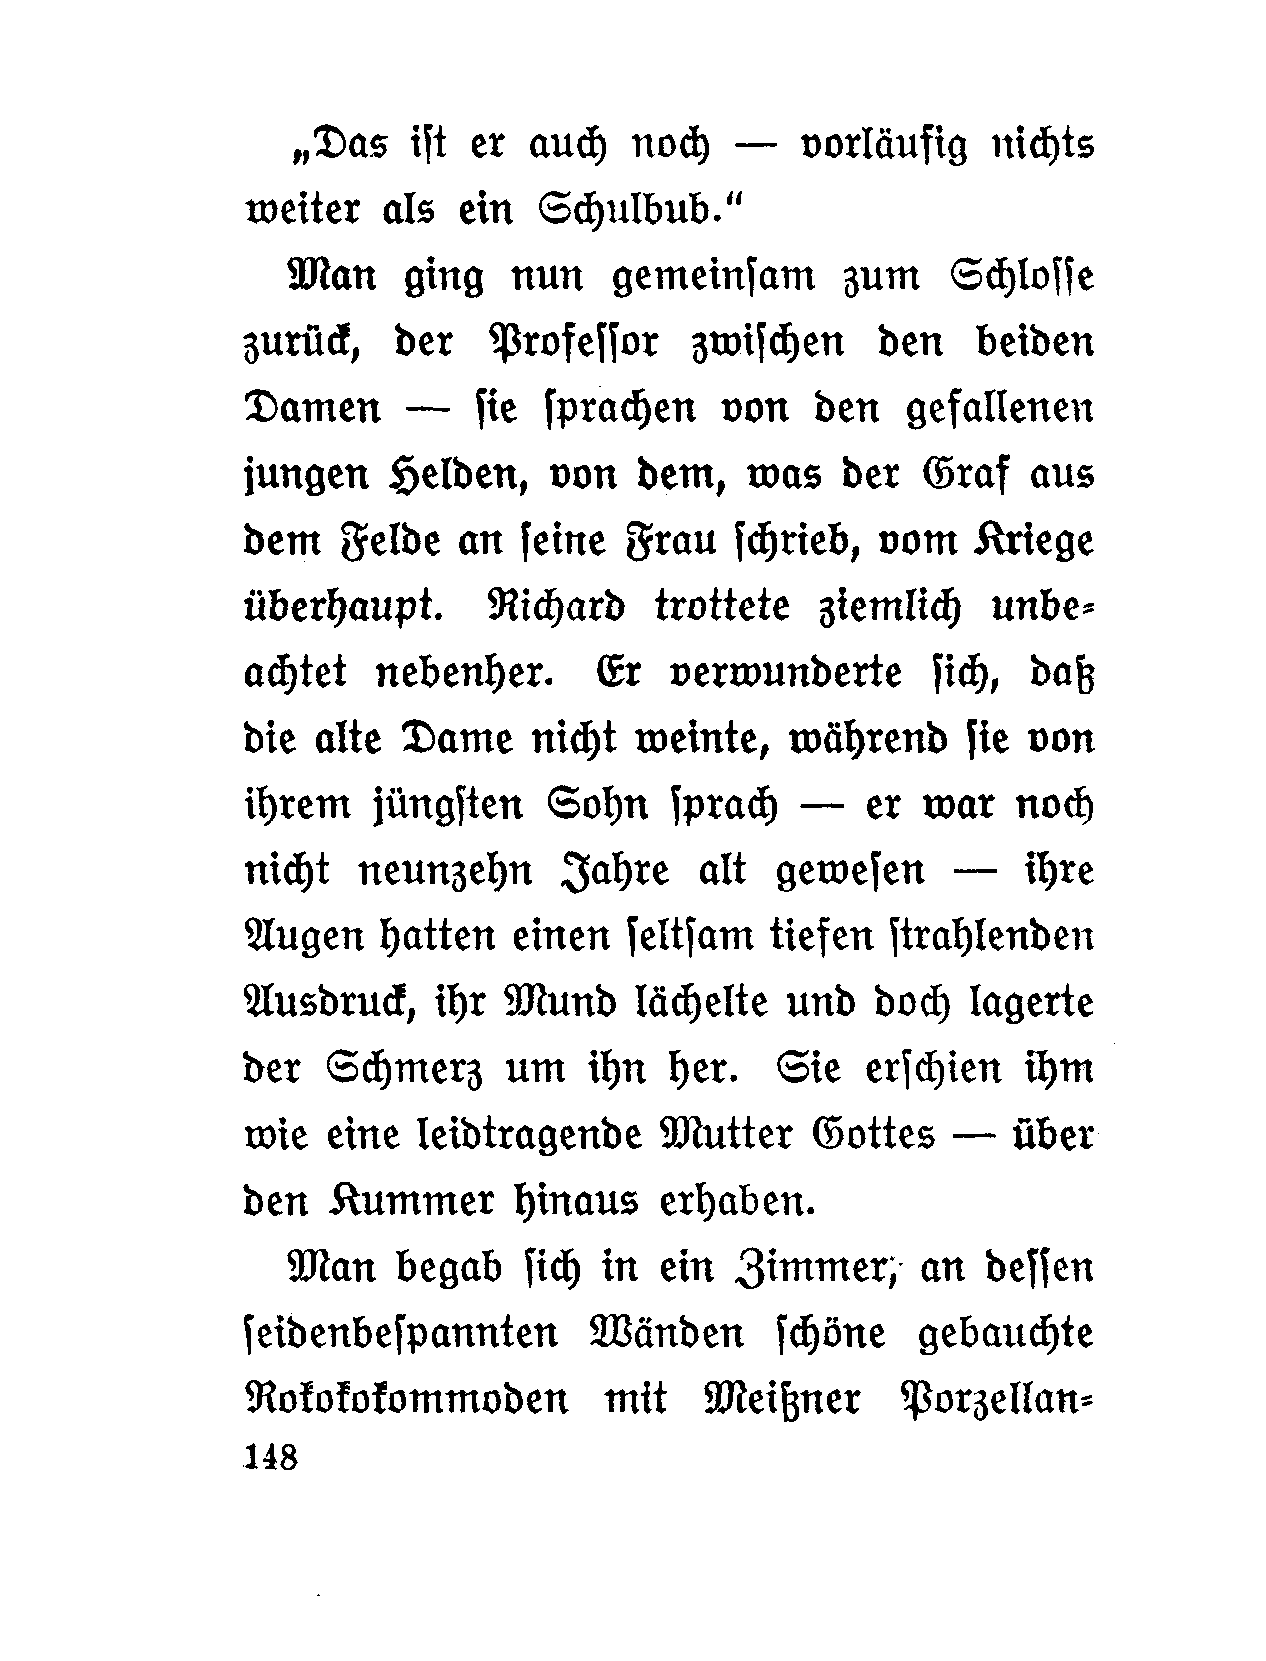 „Das iſt er auch noch — vorläufig nichts
weiter als ein Schulbub.“
Man ging nun gemeinſam zum Schloſſe
zurück, der Profeſſor zwiſchen den beiden
Damen — ſie ſprachen von den gefallenen
jungen Helden, von dem, was der Graf aus
dem Felde an ſeine Frau ſchrieb, vom Kriege
überhaupt. Richard trottete ziemlich unbe⸗
achtet nebenher. Er verwunderte ſich, daß
die alte Dame nicht weinte, während ſie von
ihrem jüngſten Sohn ſprach — er war noch
nicht neunzehn Jahre alt geweſen — ihre
Augen hatten einen ſeltſam tiefen ſtrahlenden
Ausdruck, ihr Mund lächelte und doch lagerte
der Schmerz um ihn her. Sie erſchien ihm
wie eine leidtragende Mutter Gottes — über
den Kummer hinaus erhaben.
Man begab ſich in ein Zimmer, an deſſen
ſeidenbeſpannten Wänden ſchöne gebauchte
Rokokokommoden mit Meißner Porzellan⸗
148